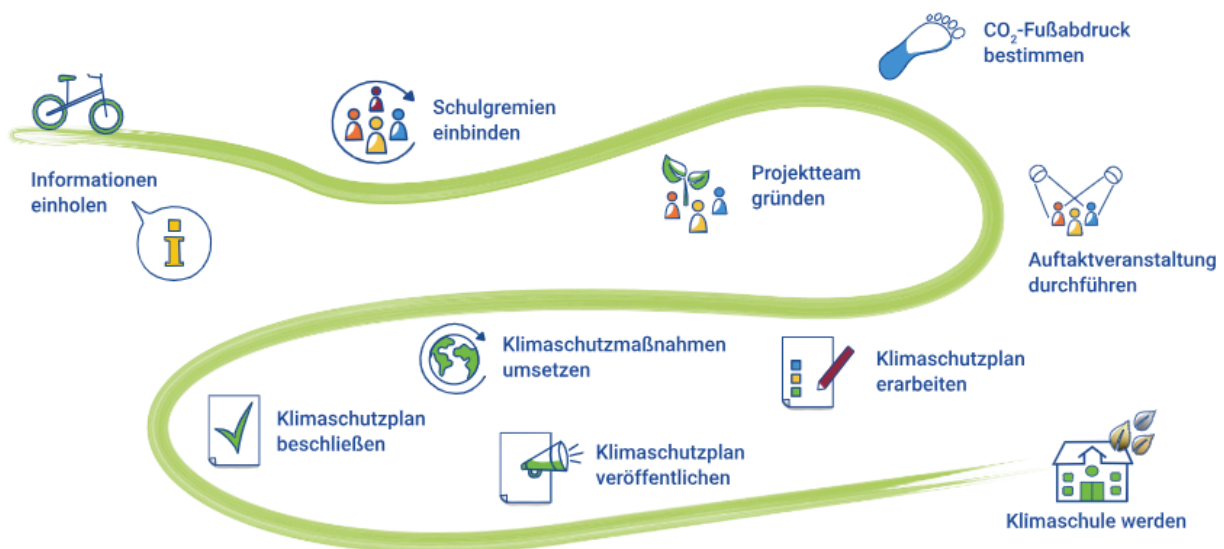 Informationen
einholen
Schulgremien
einbinden
Projektteam
gründen
CO₂-Fußabdruck
bestimmen
Auftaktveranstaltung
durchführen
Klimaschutzplan
erarbeiten
Klimaschutzmaßnahmen
umsetzen
Klimaschutzplan
beschließen
Klimaschutzplan
veröffentlichen
Klimaschule werden